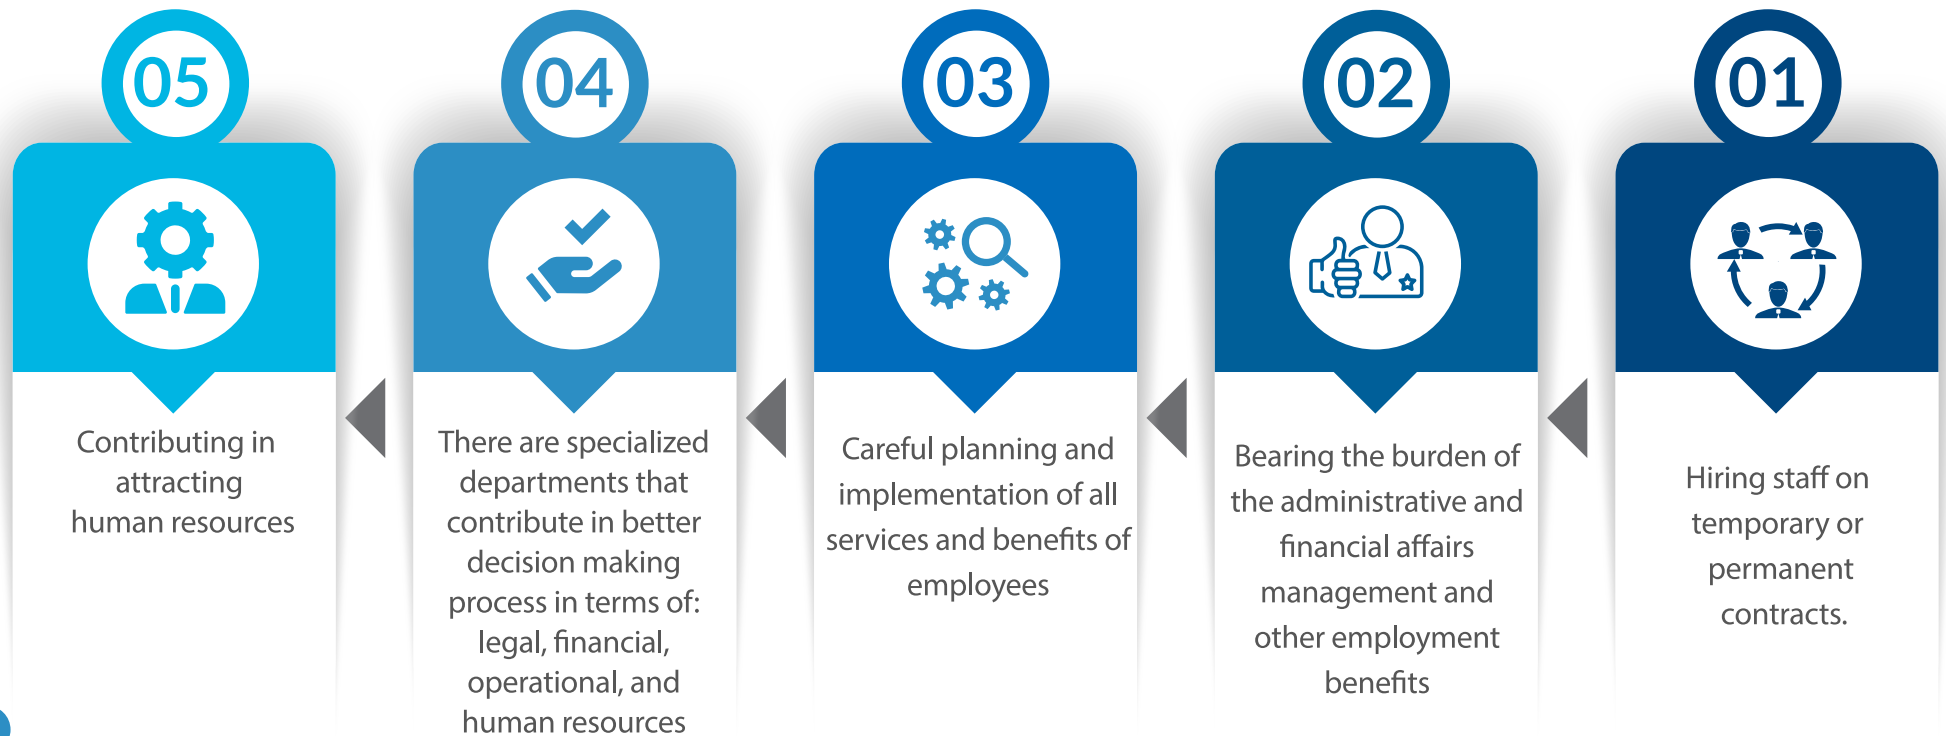 05
Contributing in
attracting
human resources
04
There are specialized
departments that
contribute in better
decision making
process in terms of:
legal, financial,
operational, and
human resources
03
Careful planning and
implementation of all
services and benefits of
employees
02
Bearing the burden of
the administrative and
financial affairs
management and
other employment
benefits
01
Hiring staff on
temporary or
permanent
contracts.